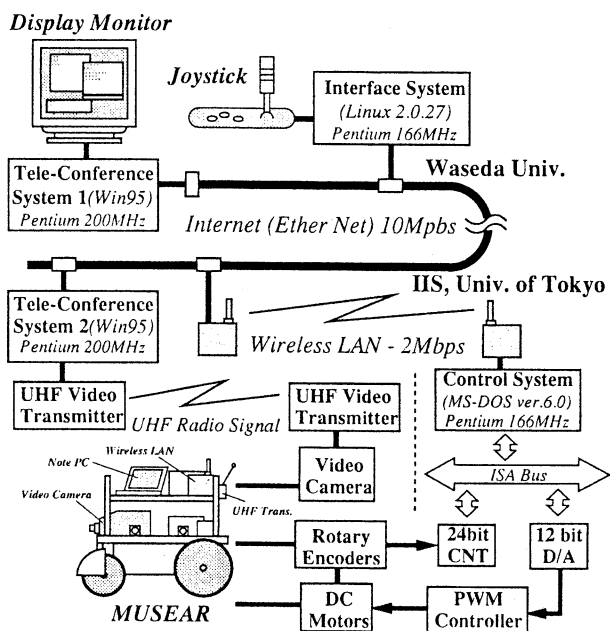 Display Monitor
Joystick
Interface System
(Linux 2.0.27)
Pentium 166MHz
Tele-Conference
System 1(Win95)
Pentium 200MHz
Waseda Univ.
Internet (Ether Net) 10Mpbs
IIS, Univ. of Tokyo
Tele-Conference
System 2(Win95)
Pentium 200MHz
Wireless LAN - 2Mbps
Control System
(MS-DOS ver.6.0)
Pentium 166MHz
UHF Video
Transmitter
UHF Radio Signal
UHF Video
Transmitter
ISA Bus
Video
Camera
Wireless LAN
Note PC
Video Camera
UHF Trans.
Rotary
Encoders
24bit
CNT
12 bit
D/A
DC
Motors
PWM
Controller
MUSEAR